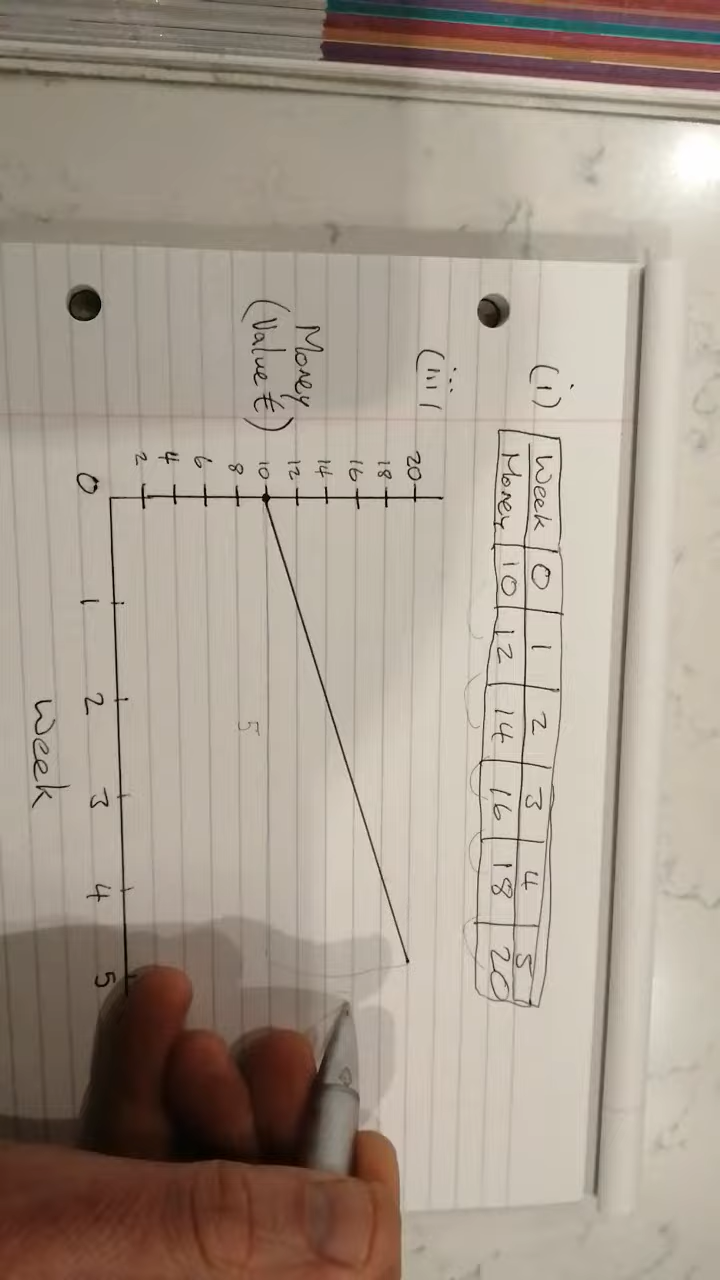 (i)
Week 0 1 2 3 4 5
Money 10 12 14 16 18 20
(iii)
Money
(Value €)
20
18
16
14
12
10
8
6
4
2
0
5
1 2 3 4 5
Week